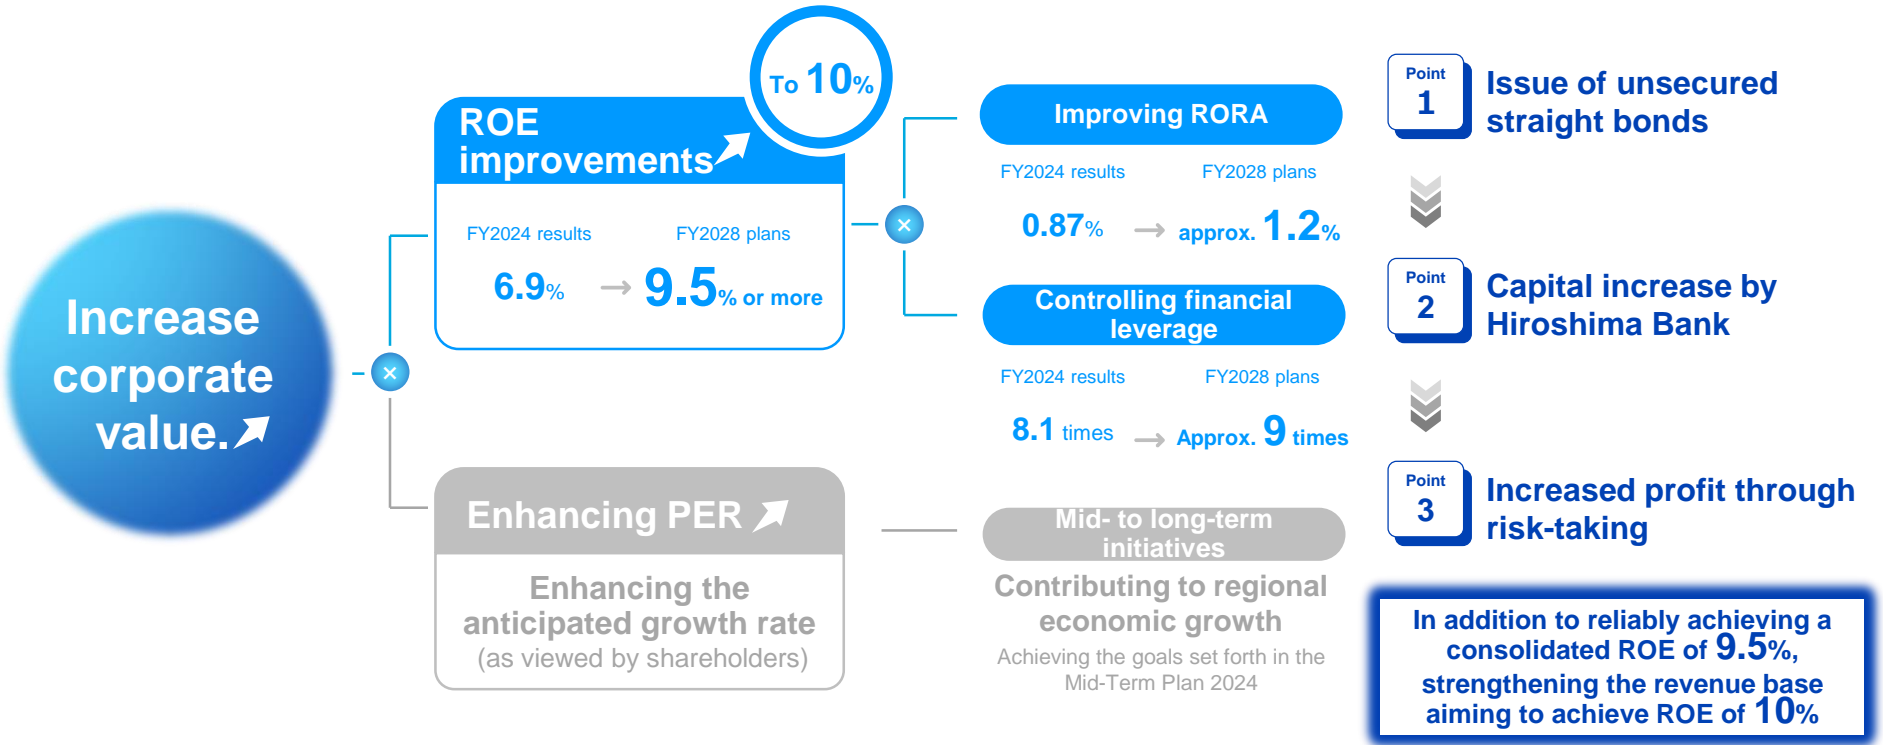 Increase
corporate
value.
ROE
improvements
To 10%
FY2024 results
FY2028 plans
6.9%
→
9.5% or more
×
×
Enhancing PER
Enhancing the
anticipated growth rate
(as viewed by shareholders)
Improving RORA
FY2024 results
FY2028 plans
0.87%
→
approx. 1.2%
Controlling financial
leverage
FY2024 results
FY2028 plans
8.1 times
→
Approx. 9 times
Mid- to long-term
initiatives
Contributing to regional
economic growth
Achieving the goals set forth in the
Mid-Term Plan 2024
Point
1
Issue of unsecured
straight bonds
Point
2
Capital increase by
Hiroshima Bank
Point
3
Increased profit through
risk-taking
In addition to reliably achieving a
consolidated ROE of 9.5%,
strengthening the revenue base
aiming to achieve ROE of 10%